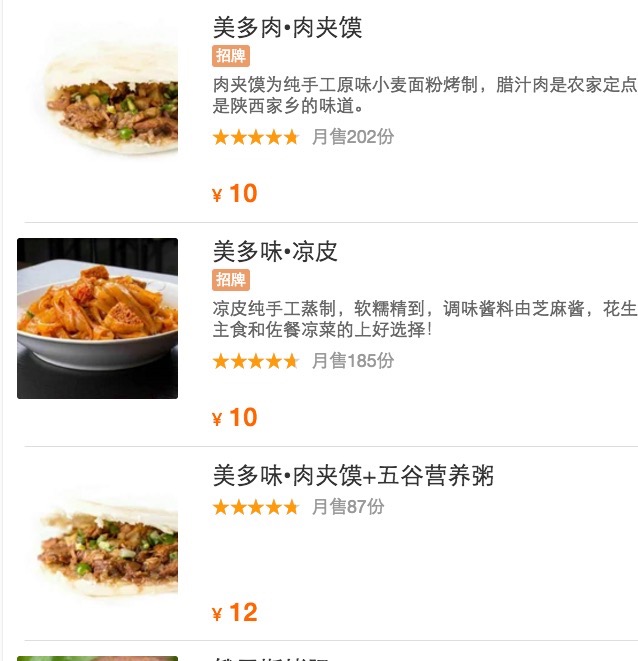 美多肉•肉夹馍
招牌
肉夹馍为纯手工原味小麦面粉烤制，腊汁肉是农家定点
是陕西家乡的味道。
月售202份
¥ 10
美多味•凉皮
招牌
凉皮纯手工蒸制，软糯精到，调味酱料由芝麻酱，花生
主食和佐餐凉菜的上好选择！
月售185份
¥ 10
美多味•肉夹馍+五谷营养粥
月售87份
¥ 12